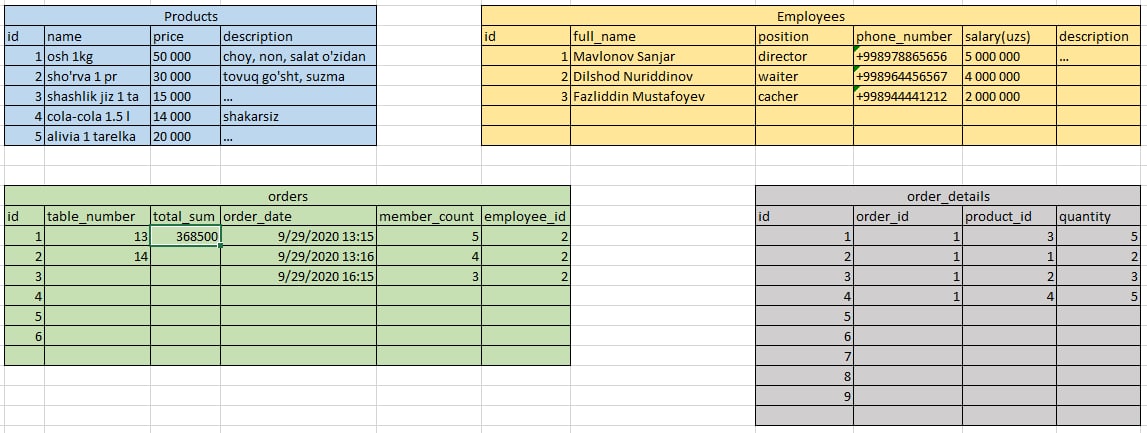 Products
id name price description
1 osh 1kg 50 000 choy, non, salat o'zidan
2 sho'rva 1 pr 30 000 tovuq go'sht, suzma
3 shashlik jiz 1 ta 15 000 ...
4 cola-cola 1.5 l 14 000 shakarsiz
5 alivia 1 tarelka 20 000 ...
Employees
id full_name position phone_number salary(uzs) description
1 Mavlonov Sanjar director +998978865656 5 000 000 ...
2 Dilshod Nuriddinov waiter +998964456567 4 000 000
3 Fazliddin Mustafoyev cacher +998944441212 2 000 000
orders
id table_number total_sum order_date member_count employee_id
1 13 368500 9/29/2020 13:15 5 2
2 14 9/29/2020 13:16 4 2
3 9/29/2020 16:15 3 2
4
5
6
order_details
id order_id product_id quantity
1 1 3 5
2 1 1 2
3 1 2 3
4 1 4 5
5
6
7
8
9